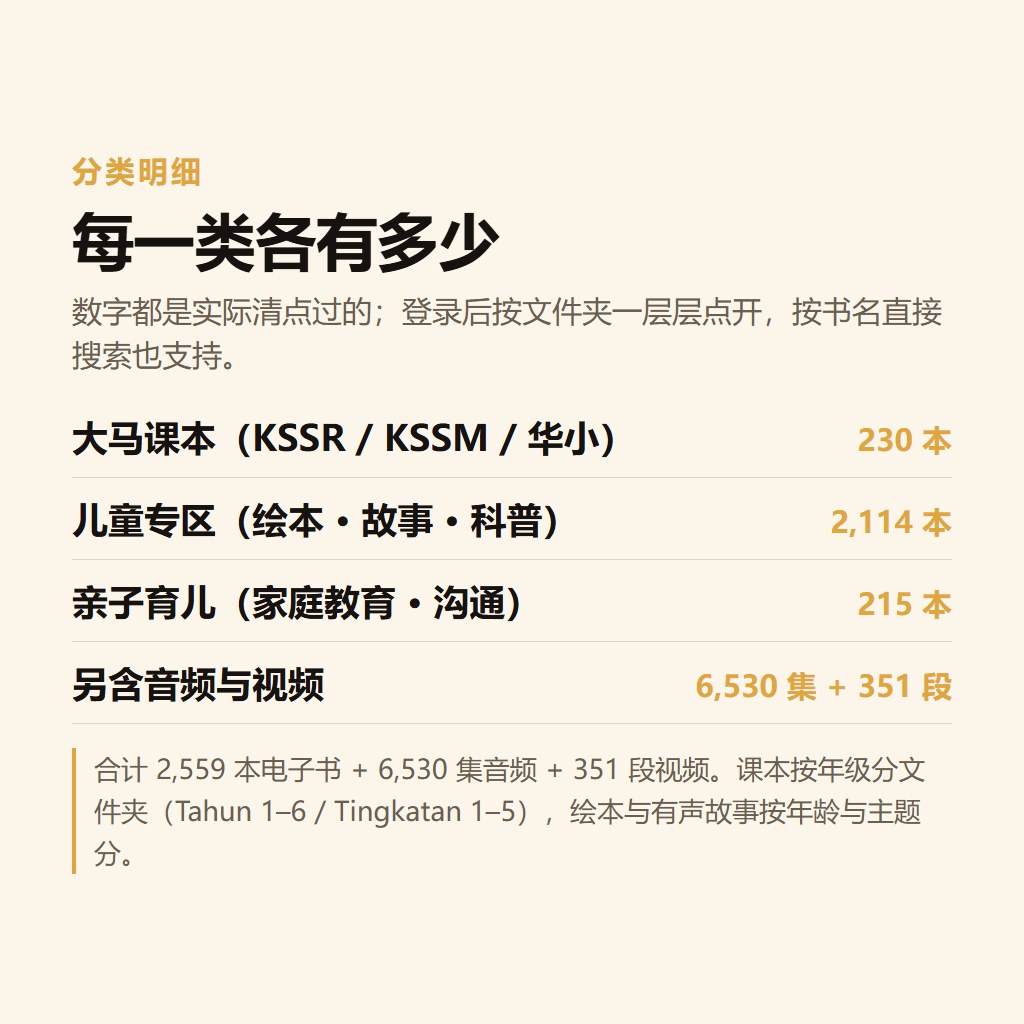 分类明细
每一类各有多少
数字都是实际清点过的；登录后按文件夹一层层点开，按书名直接
搜索也支持。
大马课本（KSSR / KSSM / 华小） 230 本
儿童专区（绘本・故事・科普） 2,114 本
亲子育儿（家庭教育・沟通） 215 本
另含音频与视频 6,530 集 + 351 段
合计 2,559 本电子书 + 6,530 集音频 + 351 段视频。课本按年级分文
件夹（Tahun 1–6 / Tingkatan 1–5），绘本与有声故事按年龄与主题
分。